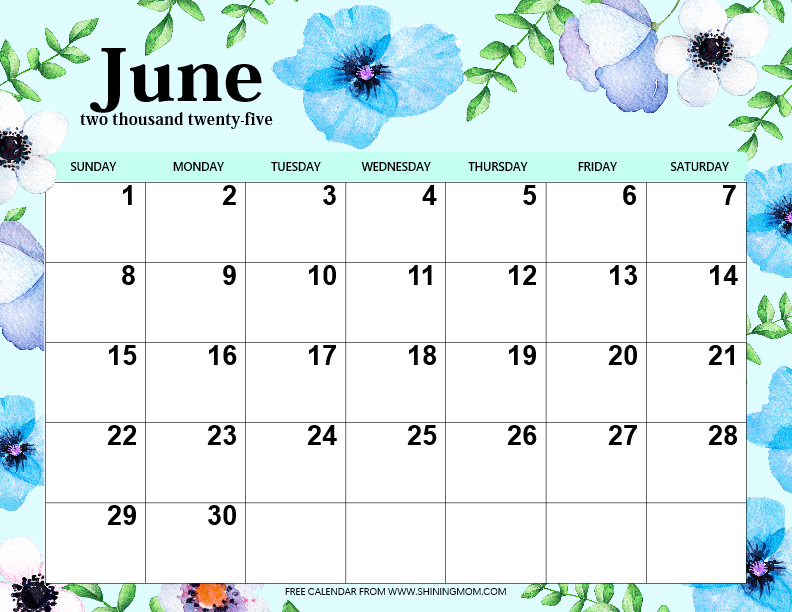 June
two thousand twenty-five
SUNDAY MONDAY TUESDAY WEDNESDAY THURSDAY FRIDAY SATURDAY
1 2 3 4 5 6 7
8 9 10 11 12 13 14
15 16 17 18 19 20 21
22 23 24 25 26 27 28
29 30
FREE CALENDAR FROM WWW.SHININGMOM.COM